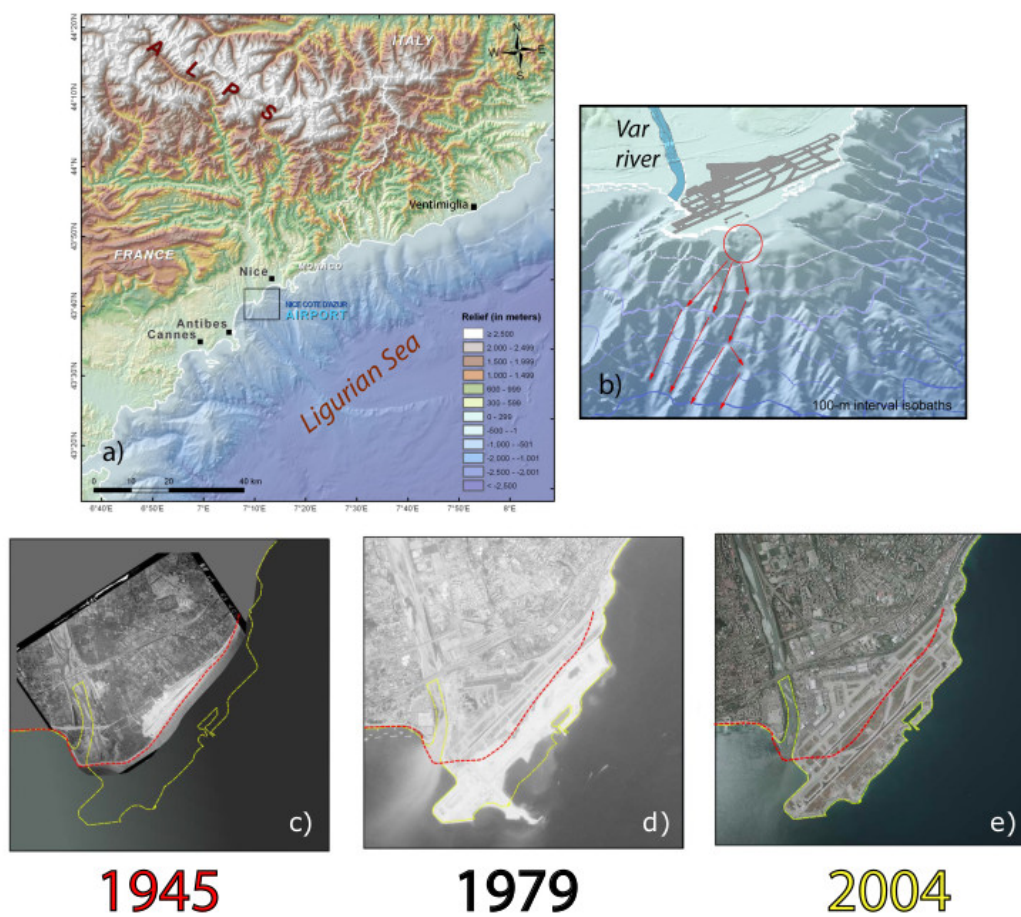 44°20'N
44°10'N
44°N
43°50'N
43°40'N
43°30'N
43°20'N
ALPS
ITALY
N
W E
S
Ventimiglia
FRANCE
MONACO
Nice
NICE COTE D'AZUR
AIRPORT
Antibes
Cannes
Ligurian Sea
Relief (in meters)
≥ 2,500
2,000 - 2,499
1,500 - 1,999
1,000 - 1,499
600 - 999
300 - 599
0 - 299
-500 - -1
-1,000 - -501
-2,000 - -1,001
-2,500 - -2,001
< -2,500
a)
0 10 20 40 km
6°40'E 6°50'E 7°E 7°10'E 7°20'E 7°30'E 7°40'E 7°50'E 8°E
Var
river
b)
100-m interval isobaths
c)
d)
e)
1945
1979
2004